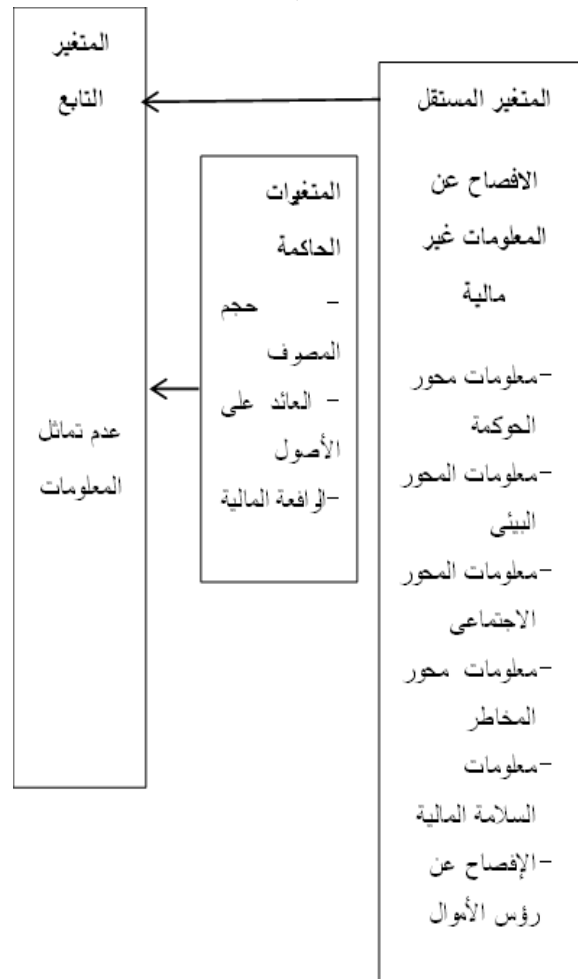 المتغير المستقل
الافصاح عن
المعلومات غير
مالية
-معلومات محور
الحوكمة
-معلومات المحور
البيئى
-معلومات المحور
الاجتماعى
-معلومات محور
المخاطر
-معلومات
السلامة المالية
-الإفصاح عن
رؤس الأموال
المتغيرات
الحاكمة
- حجم
المصرف
- العائد على
الأصول
-الرافعة المالية
المتغير
التابع
عدم تماثل
المعلومات